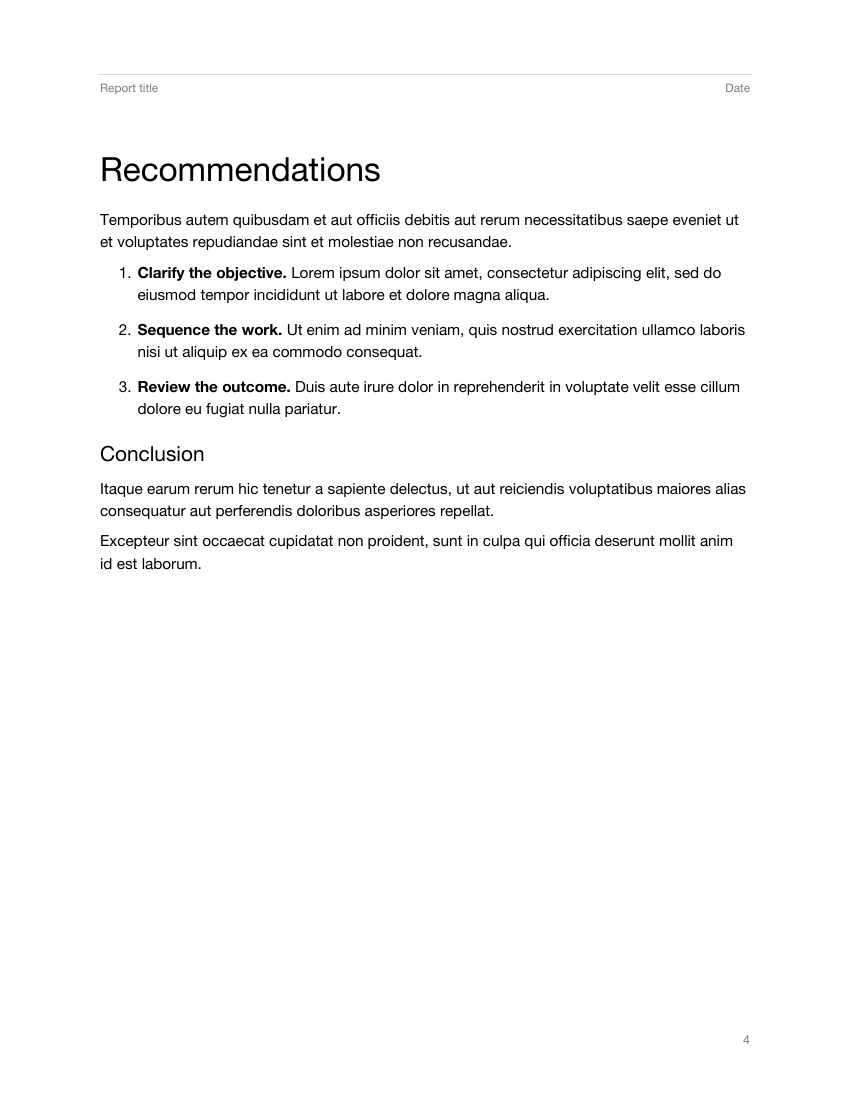 Report title Date
Recommendations
Temporibus autem quibusdam et aut officiis debitis aut rerum necessitatibus saepe eveniet ut
et voluptates repudiandae sint et molestiae non recusandae.
1. Clarify the objective. Lorem ipsum dolor sit amet, consectetur adipiscing elit, sed do
eiusmod tempor incididunt ut labore et dolore magna aliqua.
2. Sequence the work. Ut enim ad minim veniam, quis nostrud exercitation ullamco laboris
nisi ut aliquip ex ea commodo consequat.
3. Review the outcome. Duis aute irure dolor in reprehenderit in voluptate velit esse cillum
dolore eu fugiat nulla pariatur.
Conclusion
Itaque earum rerum hic tenetur a sapiente delectus, ut aut reiciendis voluptatibus maiores alias
consequatur aut perferendis doloribus asperiores repellat.
Excepteur sint occaecat cupidatat non proident, sunt in culpa qui officia deserunt mollit anim
id est laborum.
4